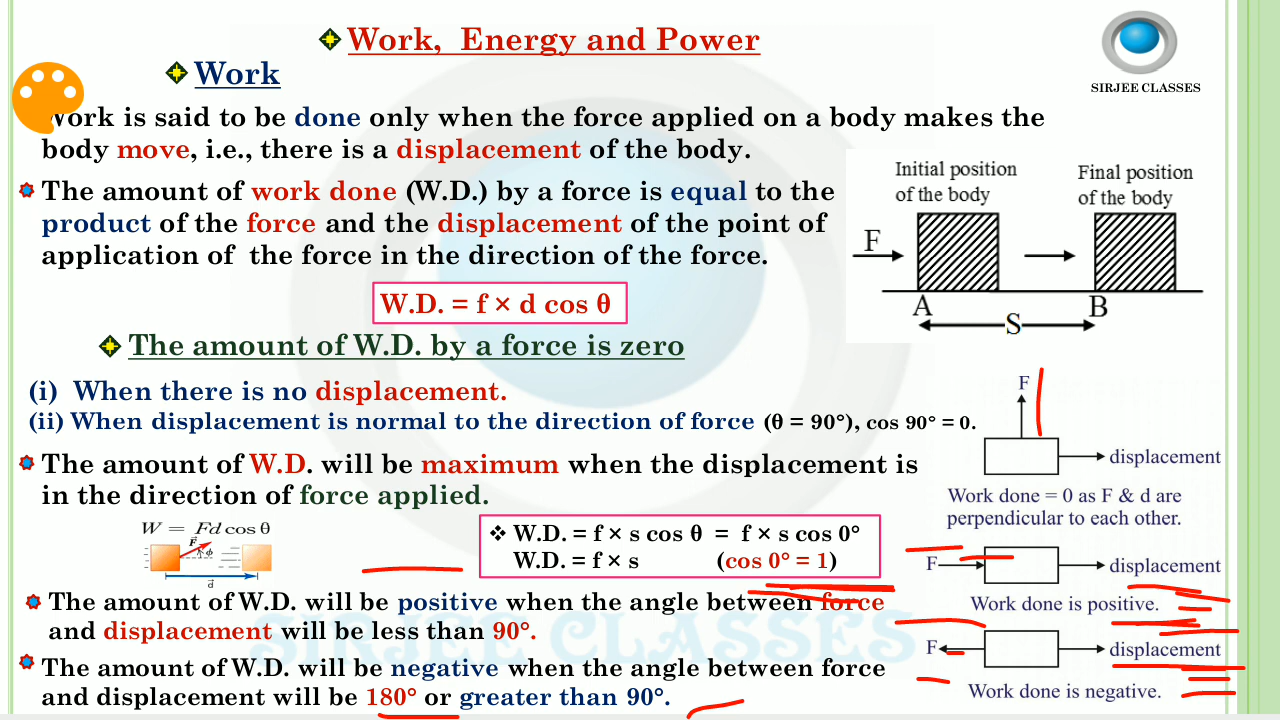 Work, Energy and Power
Work
SIRJEE CLASSES
Work is said to be done only when the force applied on a body makes the
body move, i.e., there is a displacement of the body.
The amount of work done (W.D.) by a force is equal to the
product of the force and the displacement of the point of
application of the force in the direction of the force.
Initial position
of the body
Final position
of the body
F
A
B
S
W.D. = f × d cos θ
The amount of W.D. by a force is zero
(i) When there is no displacement.
(ii) When displacement is normal to the direction of force (θ = 90°), cos 90° = 0.
F
displacement
Work done = 0 as F & d are
perpendicular to each other.
The amount of W.D. will be maximum when the displacement is
in the direction of force applied.
W = Fd cos θ
F
ϕ
d
❖ W.D. = f × s cos θ = f × s cos 0°
W.D. = f × s (cos 0° = 1)
F
displacement
Work done is positive.
The amount of W.D. will be positive when the angle between force
and displacement will be less than 90°.
F
displacement
Work done is negative.
The amount of W.D. will be negative when the angle between force
and displacement will be 180° or greater than 90°.
SIRJEE CLASSES